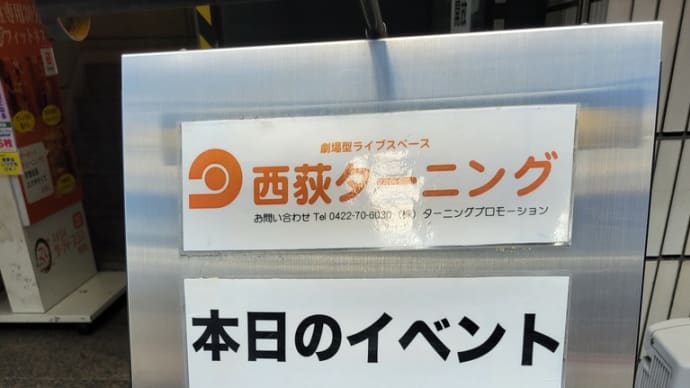 劇場型ライブスペース
西荻ターニング
お問い合わせ Tel 0422-70-6030 (株) ターニングプロモーション
本日のイベント